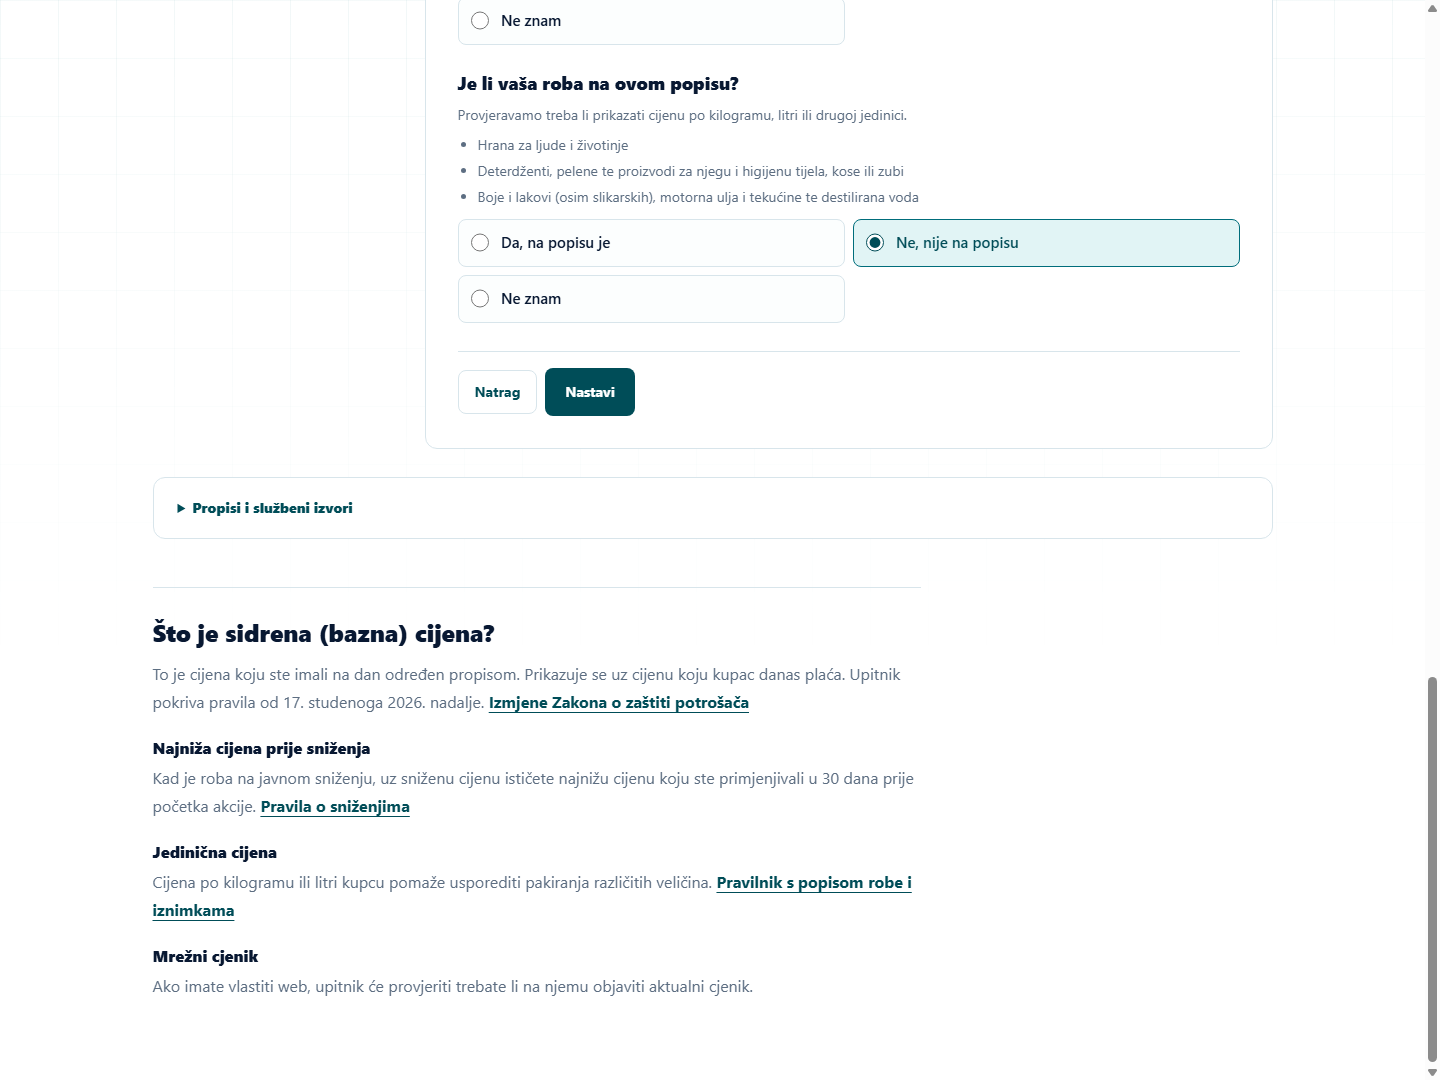 Ne znam
Je li vaša roba na ovom popisu?
Provjeravamo treba li prikazati cijenu po kilogramu, litri ili drugoj jedinici.
Hrana za ljude i životinje
Deterdženti, pelene te proizvodi za njegu i higijenu tijela, kose ili zubi
Boje i lakovi (osim slikarskih), motorna ulja i tekućine te destilirana voda
Da, na popisu je
Ne, nije na popisu
Ne znam
Natrag
Nastavi
Propisi i službeni izvori
Što je sidrena (bazna) cijena?
To je cijena koju ste imali na dan određen propisom. Prikazuje se uz cijenu koju kupac danas plaća. Upitnik
pokriva pravila od 17. studenoga 2026. nadalje. Izmjene Zakona o zaštiti potrošača
Najniža cijena prije sniženja
Kad je roba na javnom sniženju, uz sniženu cijenu ističete najnižu cijenu koju ste primjenjivali u 30 dana prije
početka akcije. Pravila o sniženjima
Jedinična cijena
Cijena po kilogramu ili litri kupcu pomaže usporediti pakiranja različitih veličina. Pravilnik s popisom robe i
iznimkama
Mrežni cjenik
Ako imate vlastiti web, upitnik će provjeriti trebate li na njemu objaviti aktualni cjenik.